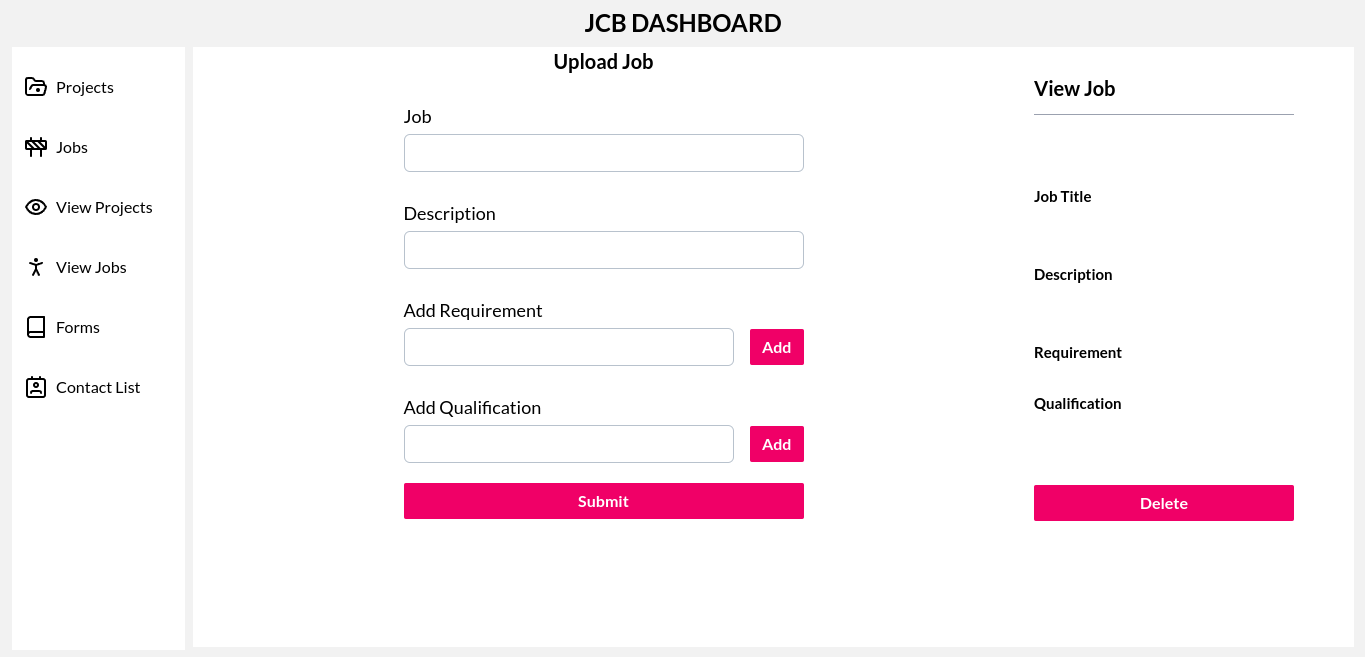 JCB DASHBOARD
Projects
Jobs
View Projects
View Jobs
Forms
Contact List
Upload Job
Job
Description
Add Requirement
Add
Add Qualification
Add
Submit
View Job
Job Title
Description
Requirement
Qualification
Delete